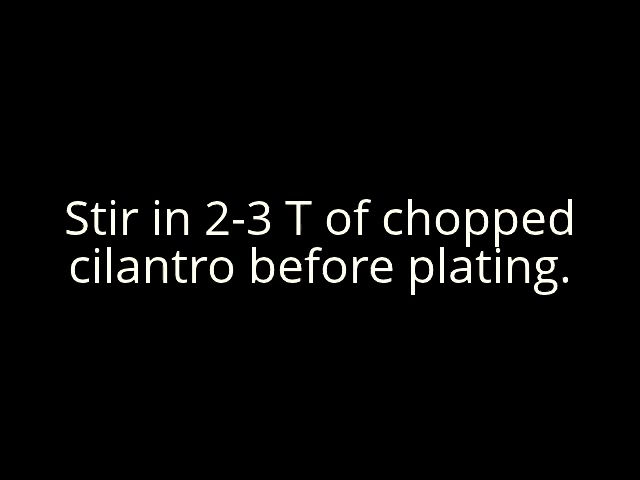 Stir in 2-3 T of chopped
cilantro before plating.